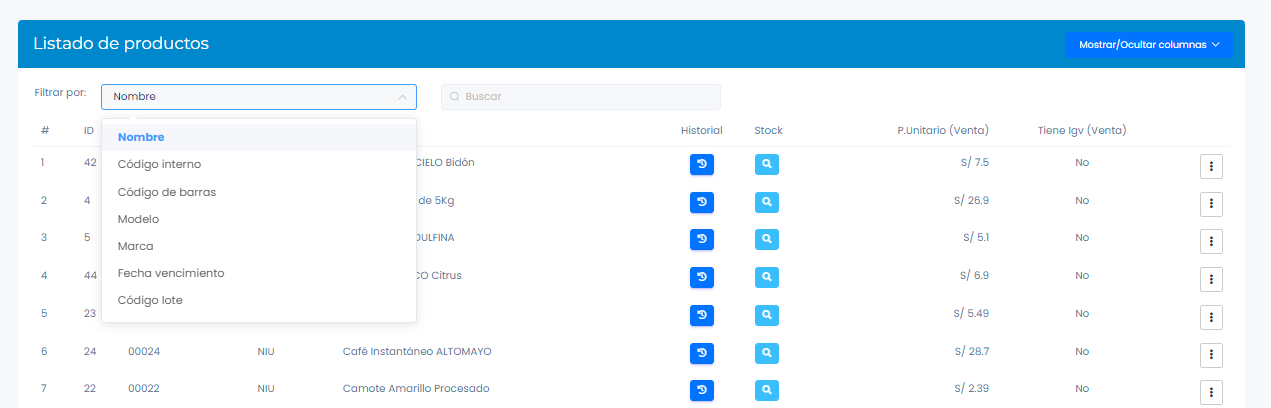 Listado de productos
Mostrar/Ocultar columnas
Filtrar por: Nombre Buscar
# ID Historial Stock P.Unitario (Venta) Tiene Igv (Venta)
Nombre
Código interno
Código de barras
Modelo
Marca
Fecha vencimiento
Código lote
1 42 CIELO Bidón S/ 7.5 No
2 4 de 5Kg S/ 26.9 No
3 5 S/ 5.1 No
4 44 Citrus S/ 6.9 No
5 23 S/ 5.49 No
6 24 00024 NIU Café Instantáneo ALTOMAYO S/ 28.7 No
7 22 00022 NIU Camote Amarillo Procesado S/ 2.39 No